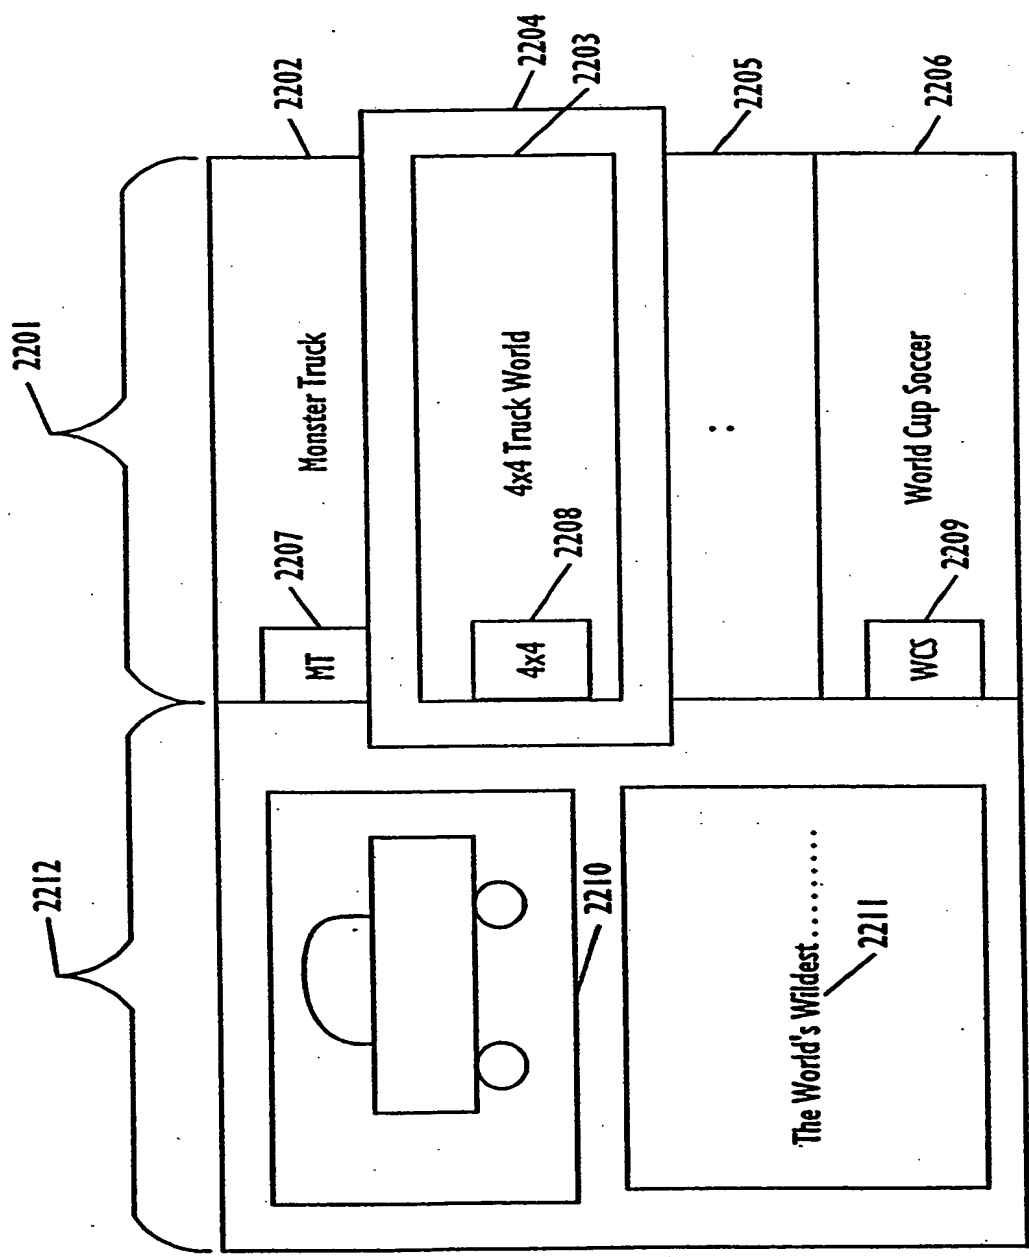 2212
2201
MT
2207
Monster Truck
2202
2204
2203
4x4
2208
4x4 Truck World
2210
:
2205
The World's Wildest..........
2211
WCS
2209
World Cup Soccer
2206